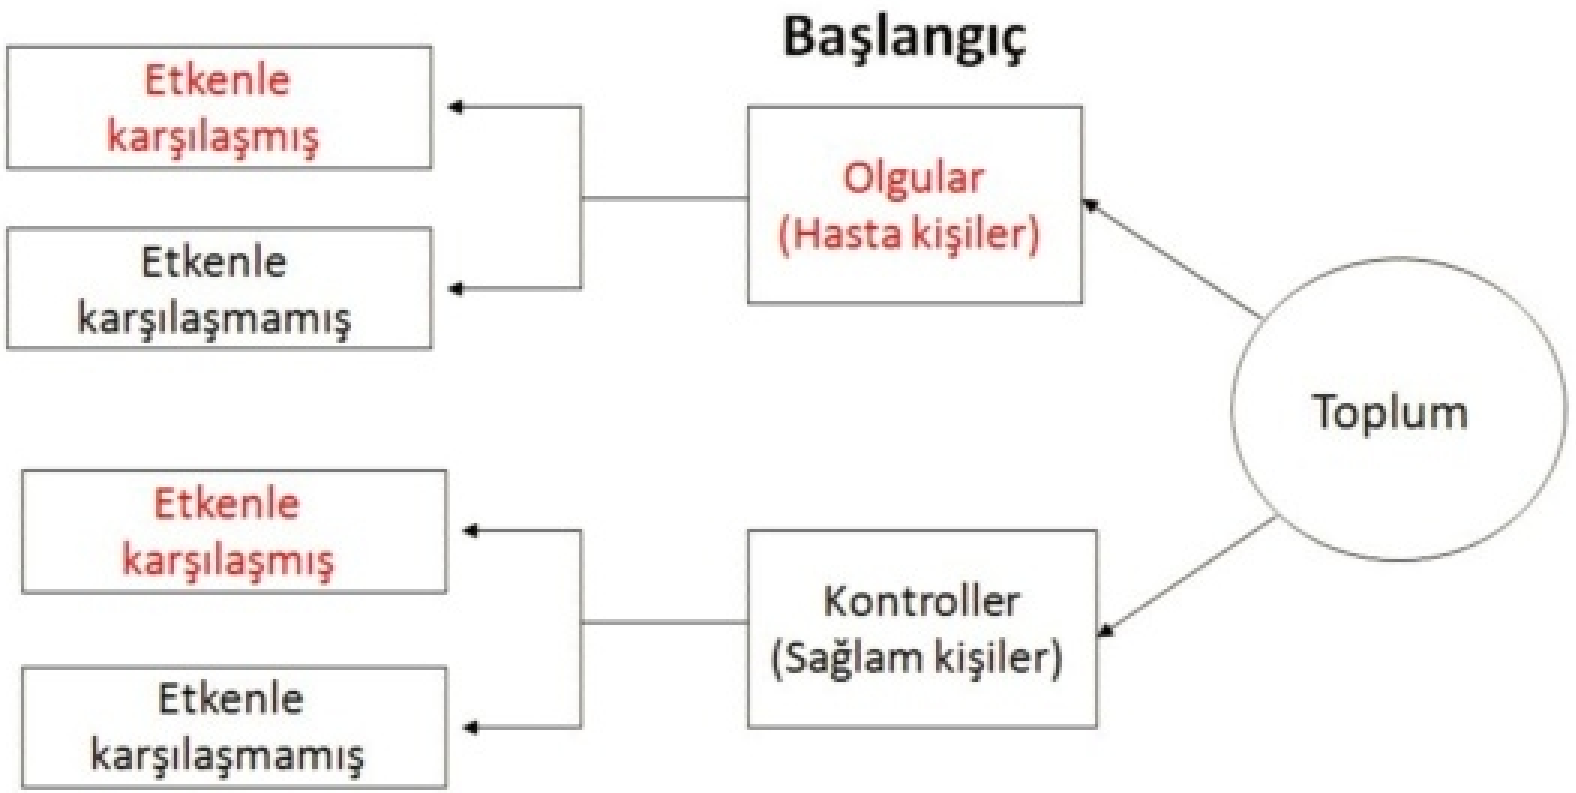 Başlangıç
Etkenle
karşılaşmış
Etkenle
karşılaşmamış
Olgular
(Hasta kişiler)
Toplum
Etkenle
karşılaşmış
Etkenle
karşılaşmamış
Kontroller
(Sağlam kişiler)